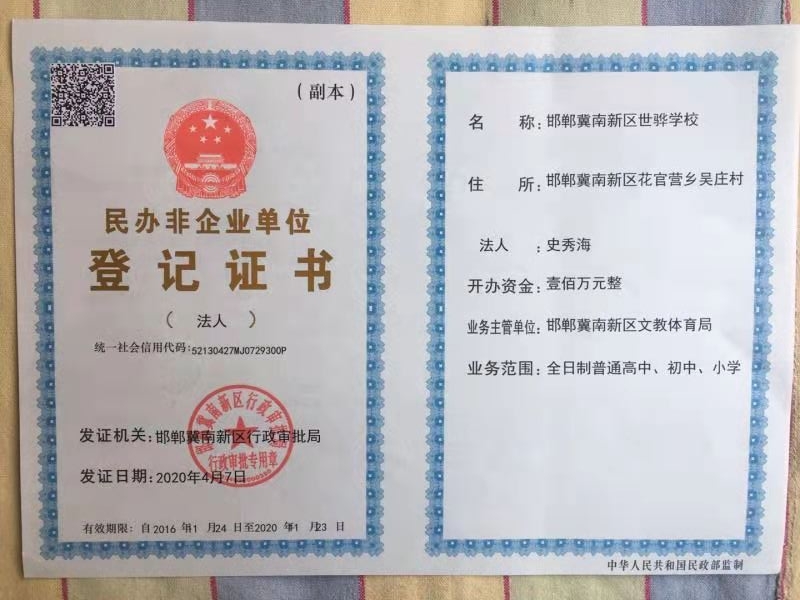 （副本）
民办非企业单位
登记证书
（ 法人 ）
统一社会信用代码：52130427MJ0729300P
发证机关：邯郸冀南新区行政审批局
发证日期：2020年4月7日
有效期限：自2016年1月24日至2020年1月23日
行政审批专用章
名 称：邯郸冀南新区世骅学校
住 所：邯郸冀南新区花官营乡吴庄村
法人 ：史秀海
开办资金：壹佰万元整
业务主管单位：邯郸冀南新区文教体育局
业务范围：全日制普通高中、初中、小学
中华人民共和国民政部监制